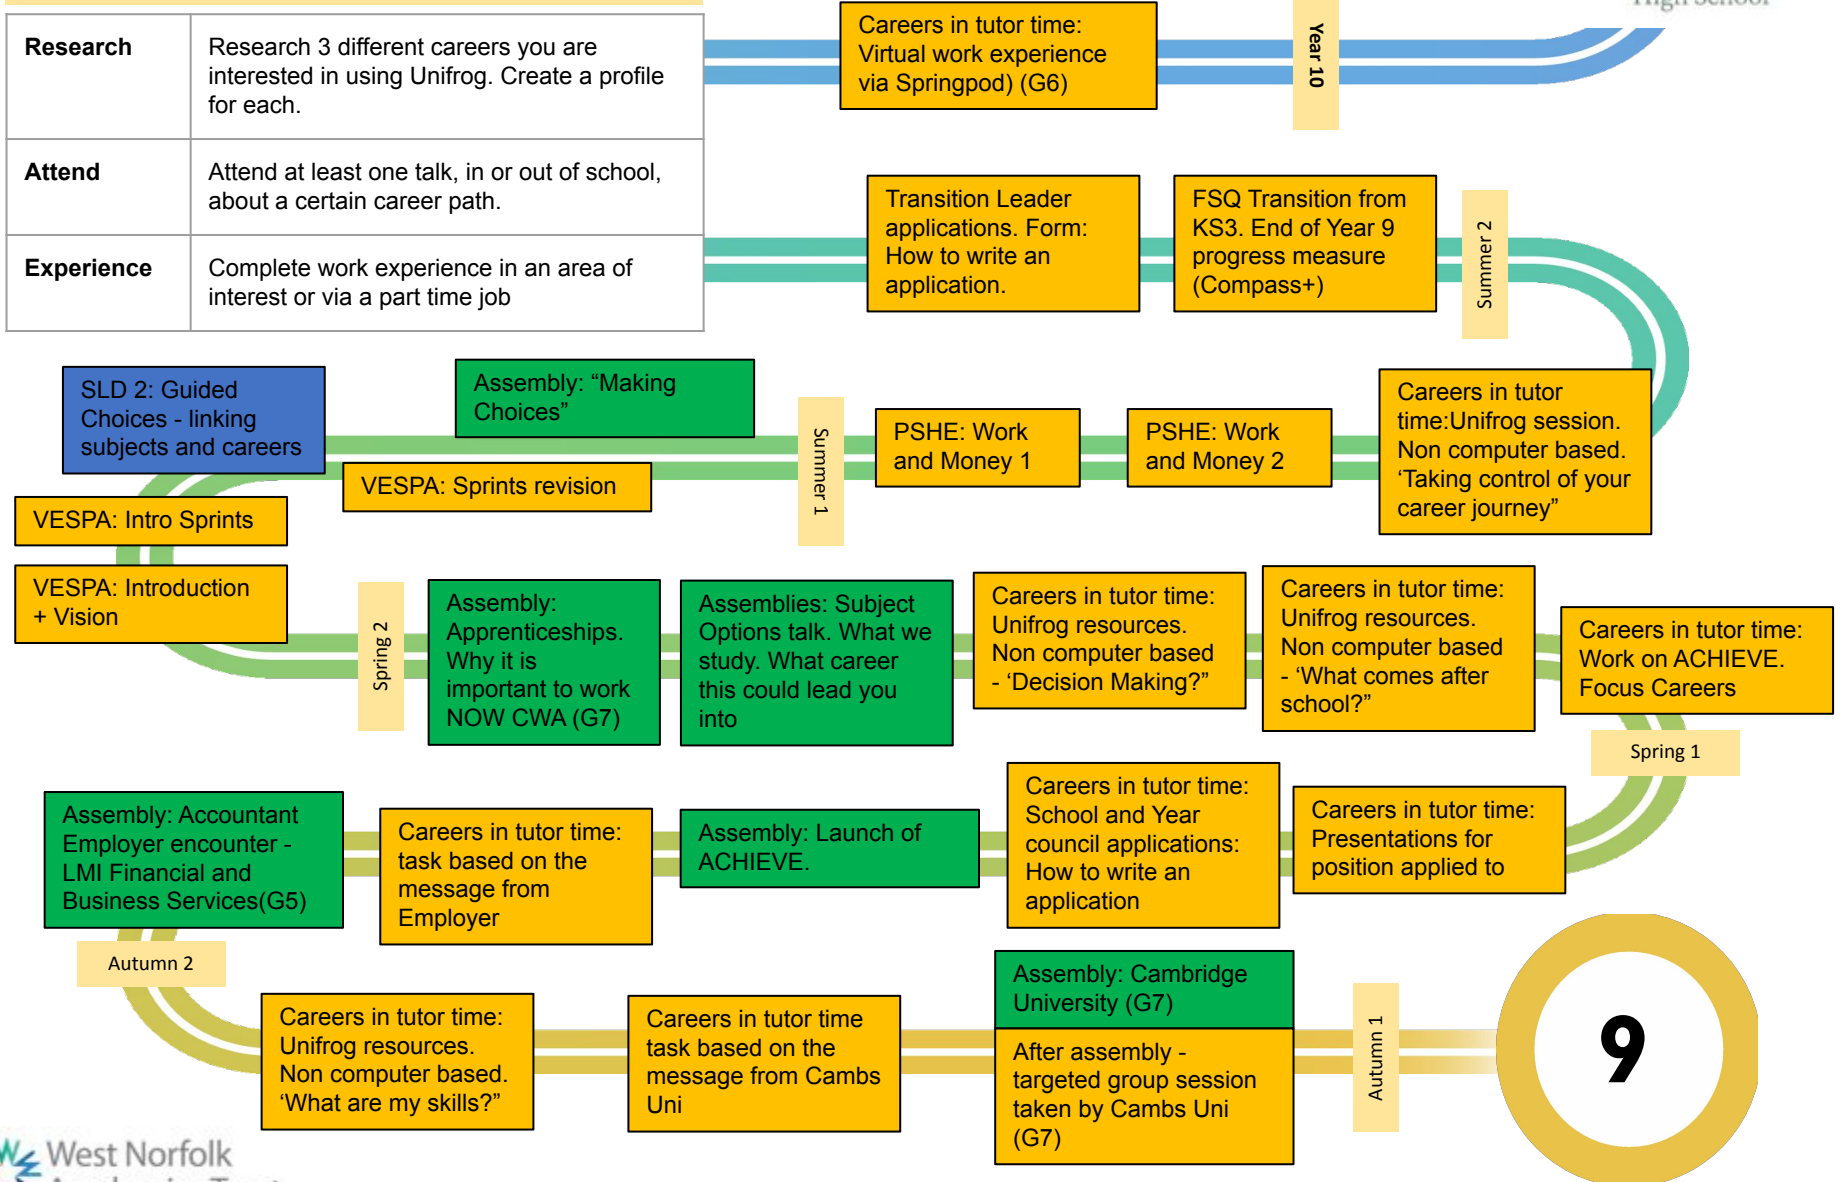 High School
Research
Research 3 different careers you are
interested in using Unifrog. Create a profile
for each.
Attend
Attend at least one talk, in or out of school,
about a certain career path.
Experience
Complete work experience in an area of
interest or via a part time job
Careers in tutor time:
Virtual work experience
via Springpod) (G6)
Year 10
Transition Leader
applications. Form:
How to write an
application.
FSQ Transition from
KS3. End of Year 9
progress measure
(Compass+)
Summer 2
SLD 2: Guided
Choices - linking
subjects and careers
Assembly: “Making
Choices”
VESPA: Sprints revision
Summer 1
PSHE: Work
and Money 1
PSHE: Work
and Money 2
Careers in tutor
time:Unifrog session.
Non computer based.
‘Taking control of your
career journey”
VESPA: Intro Sprints
VESPA: Introduction
+ Vision
Spring 2
Assembly:
Apprenticeships.
Why it is
important to work
NOW CWA (G7)
Assemblies: Subject
Options talk. What we
study. What career
this could lead you
into
Careers in tutor time:
Unifrog resources.
Non computer based
- ‘Decision Making?”
Careers in tutor time:
Unifrog resources.
Non computer based
- ‘What comes after
school?”
Careers in tutor time:
Work on ACHIEVE.
Focus Careers
Spring 1
Assembly: Accountant
Employer encounter -
LMI Financial and
Business Services(G5)
Careers in tutor time:
task based on the
message from
Employer
Assembly: Launch of
ACHIEVE.
Careers in tutor time:
School and Year
council applications:
How to write an
application
Careers in tutor time:
Presentations for
position applied to
Autumn 2
Careers in tutor time:
Unifrog resources.
Non computer based.
‘What are my skills?”
Careers in tutor time
task based on the
message from Cambs
Uni
Assembly: Cambridge
University (G7)
After assembly -
targeted group session
taken by Cambs Uni
(G7)
Autumn 1
9
West Norfolk